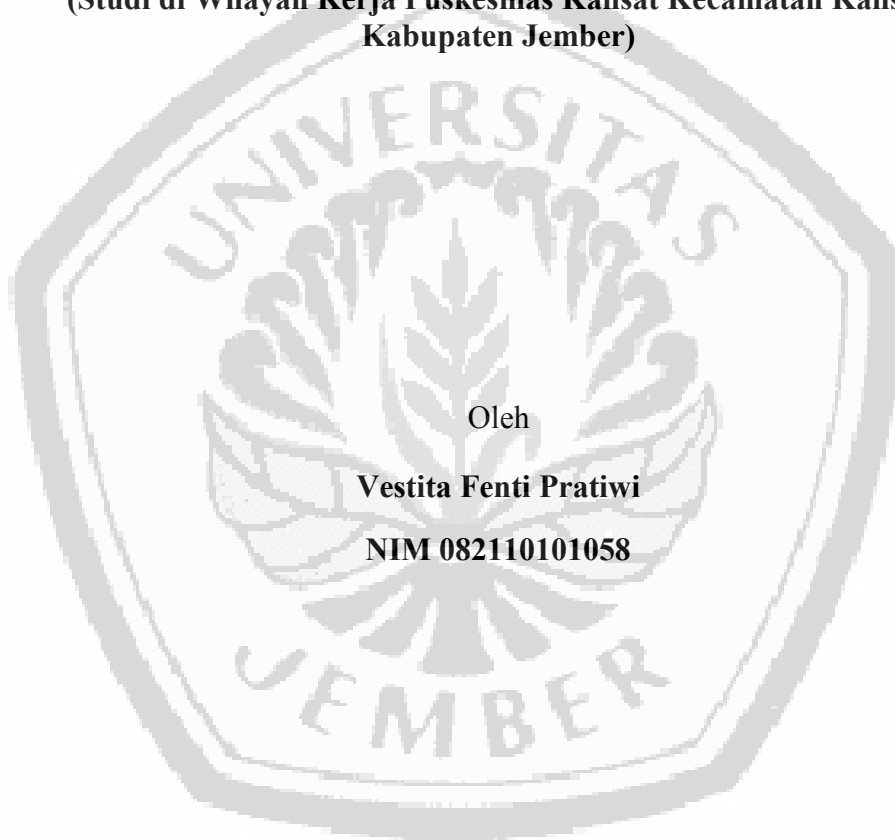 (Studi di Wilayah Kerja Puskesmas Kalisat Kecamatan
Kabupaten Jember)
UNIVERSITAS
Oleh
Vestita Fenti Pratiwi
NIM 082110101058
JEMBER